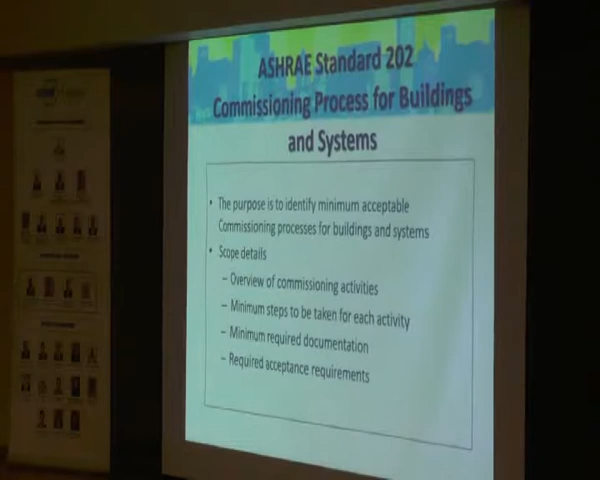 ASHRAE Standard 202
Commissioning Process for Buildings
and Systems
• The purpose is to identify minimum acceptable
Commissioning processes for buildings and systems
• Scope details
– Overview of commissioning activities
– Minimum steps to be taken for each activity
– Minimum required documentation
– Required acceptance requirements